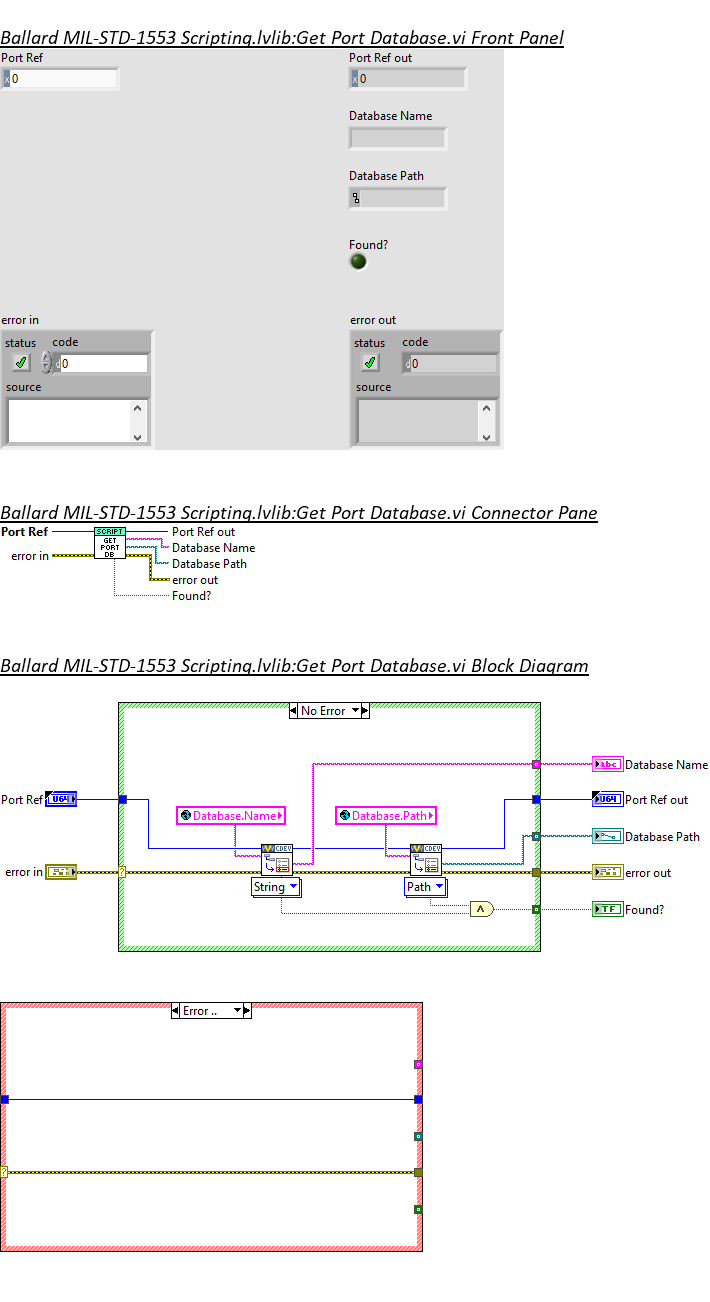 Ballard MIL-STD-1553 Scripting.lvlib:Get Port Database.vi Front Panel
Port Ref
Port Ref out
x 0
x 0
Database Name
Database Path
Found?
error in
error out
status code
status code
d 0
d 0
source
source
Ballard MIL-STD-1553 Scripting.lvlib:Get Port Database.vi Connector Pane
Port Ref
SCRIPT
GET
PORT
DB
error in
Port Ref out
Database Name
Database Path
error out
Found?
Ballard MIL-STD-1553 Scripting.lvlib:Get Port Database.vi Block Diagram
No Error
abc Database Name
Port Ref U64
U64 Port Ref out
Database.Name
Database.Path
Database Path
CDEV
CDEV
error in
?
error out
String
Path
TF Found?
Error ..
?